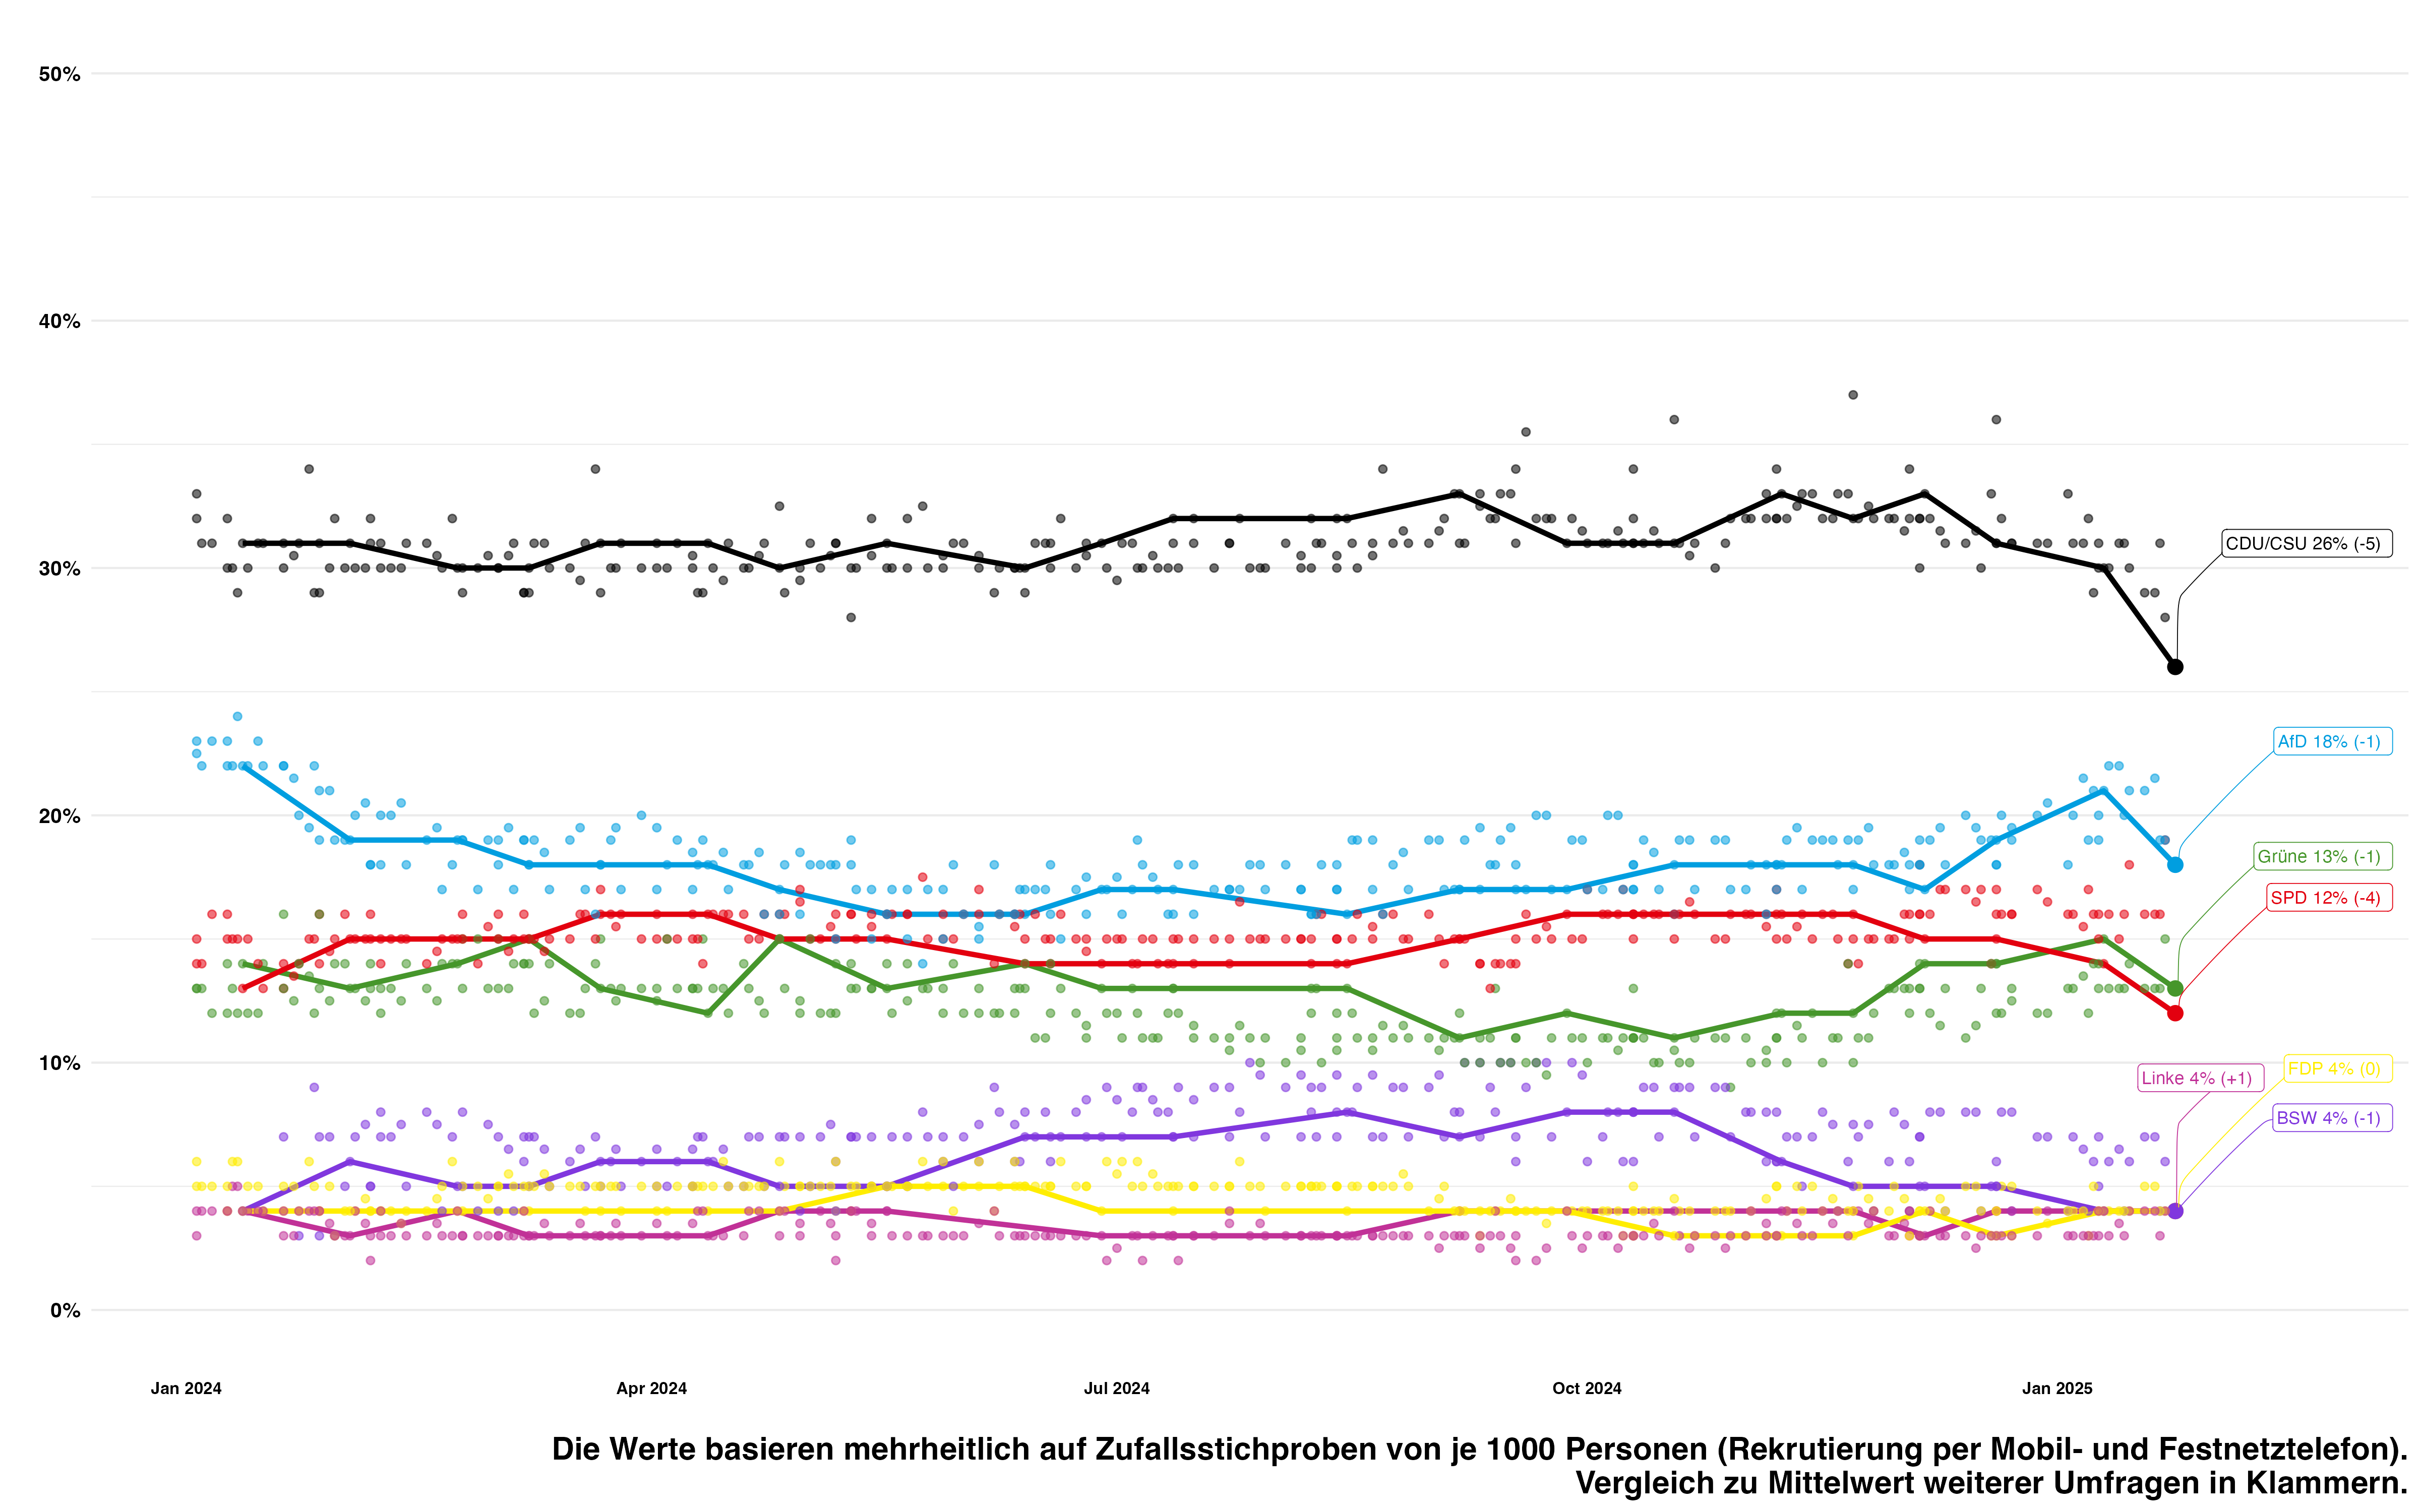 50%
40%
30%
20%
10%
0%
CDU/CSU 26% (-5)
AfD 18% (-1)
Grüne 13% (-1)
SPD 12% (-4)
FDP 4% (0)
Linke 4% (+1)
BSW 4% (-1)
Jan 2024
Apr 2024
Jul 2024
Oct 2024
Jan 2025
Die Werte basieren mehrheitlich auf Zufallsstichproben von je 1000 Personen (Rekrutierung per Mobil- und Festnetztelefon).
Vergleich zu Mittelwert weiterer Umfragen in Klammern.